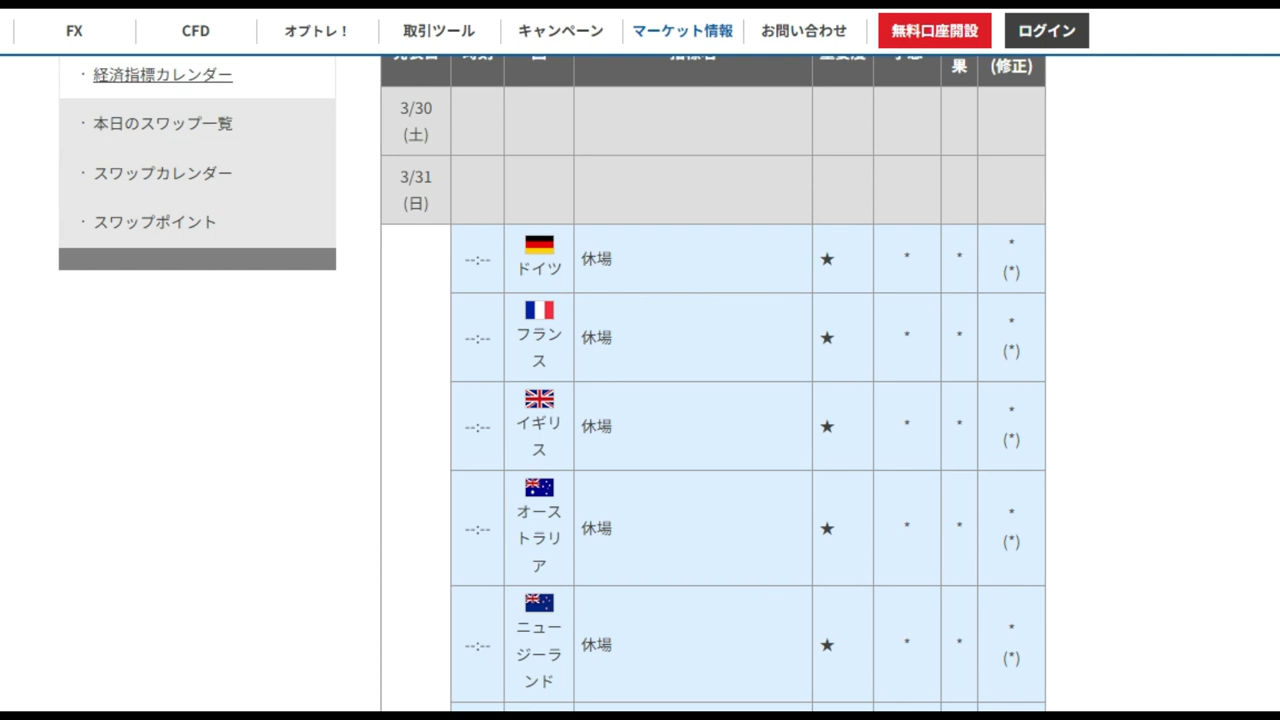 FX
CFD
オプトレ！
取引ツール
キャンペーン
マーケット情報
お問い合わせ
無料口座開設
ログイン
· 経済指標カレンダー
· 本日のスワップ一覧
· スワップカレンダー
· スワップポイント
果
(修正)
3/30
(土)
3/31
(日)
--:--
ドイツ
休場
★
*
*
*
(*)
--:--
フラン
ス
休場
★
*
*
*
(*)
--:--
イギリ
ス
休場
★
*
*
*
(*)
--:--
オース
トラリ
ア
休場
★
*
*
*
(*)
--:--
ニュー
ジーラ
ンド
休場
★
*
*
*
(*)